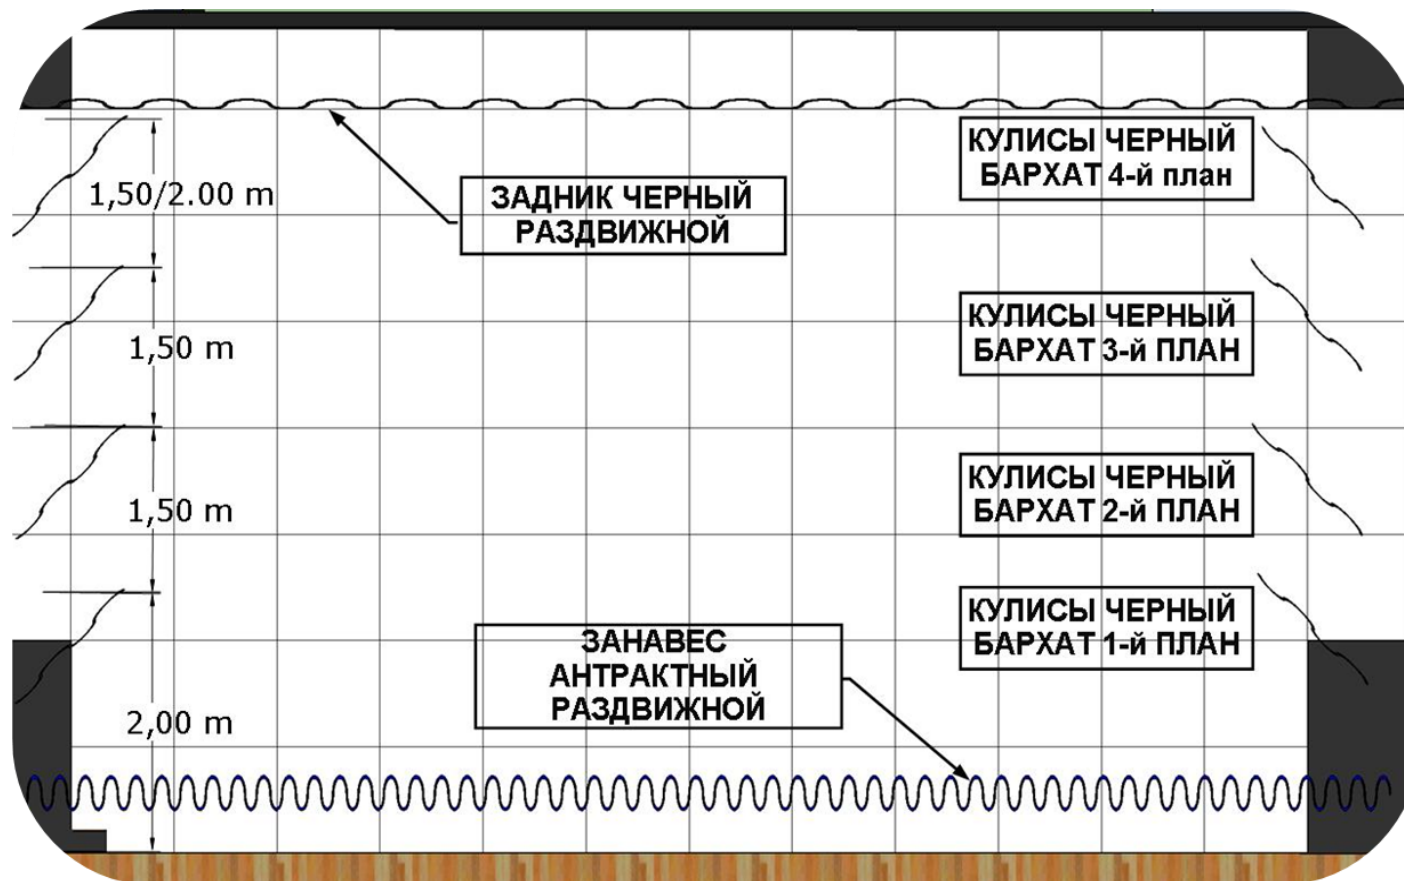 КУЛИСЫ ЧЕРНЫЙ
БАРХАТ 4-й план
1,50/2.00 m
ЗАДНИК ЧЕРНЫЙ
РАЗДВИЖНОЙ
КУЛИСЫ ЧЕРНЫЙ
БАРХАТ 3-й ПЛАН
1,50 m
КУЛИСЫ ЧЕРНЫЙ
БАРХАТ 2-й ПЛАН
1,50 m
КУЛИСЫ ЧЕРНЫЙ
БАРХАТ 1-й ПЛАН
ЗАНАВЕС
АНТРАКТНЫЙ
РАЗДВИЖНОЙ
2,00 m